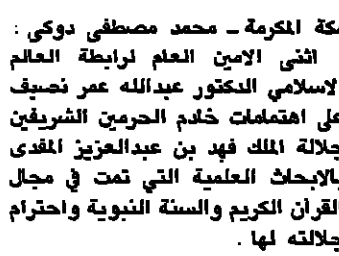 مكة المكرمة ــ محمد مصطفى دوكى :
اثنى الامين العام لرابطة العالم
الاسلامي الدكتور عبدالله عمر نصيف
على اهتمامات خادم الحرمين الشريفين
جلالة الملك فهد بن عبدالعزيز المفدى
بالابحاث العلمية التي تمت في مجال
القرآن الكريم والسنة النبوية واحترام
جلالته لها .